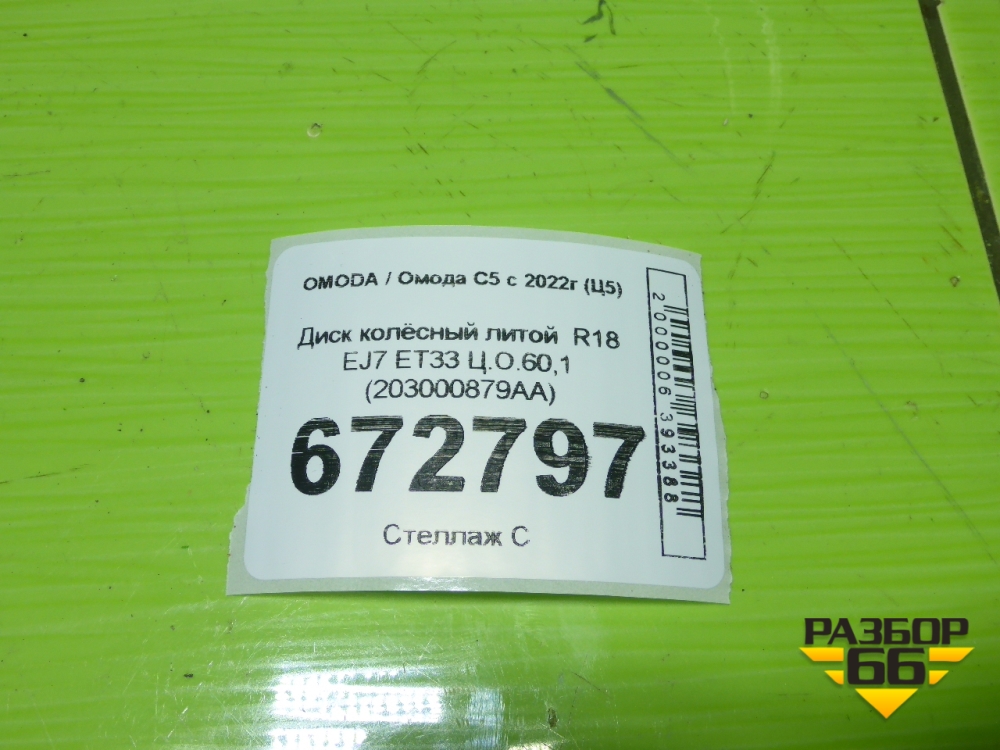 OMODA / Омода C5 с 2022г (Ц5)
Диск колёсный литой R18
EJ7 ET33 Ц.О.60,1
(203000879AA)
672797
Стеллаж С
2000006393388
РАЗБОР
66